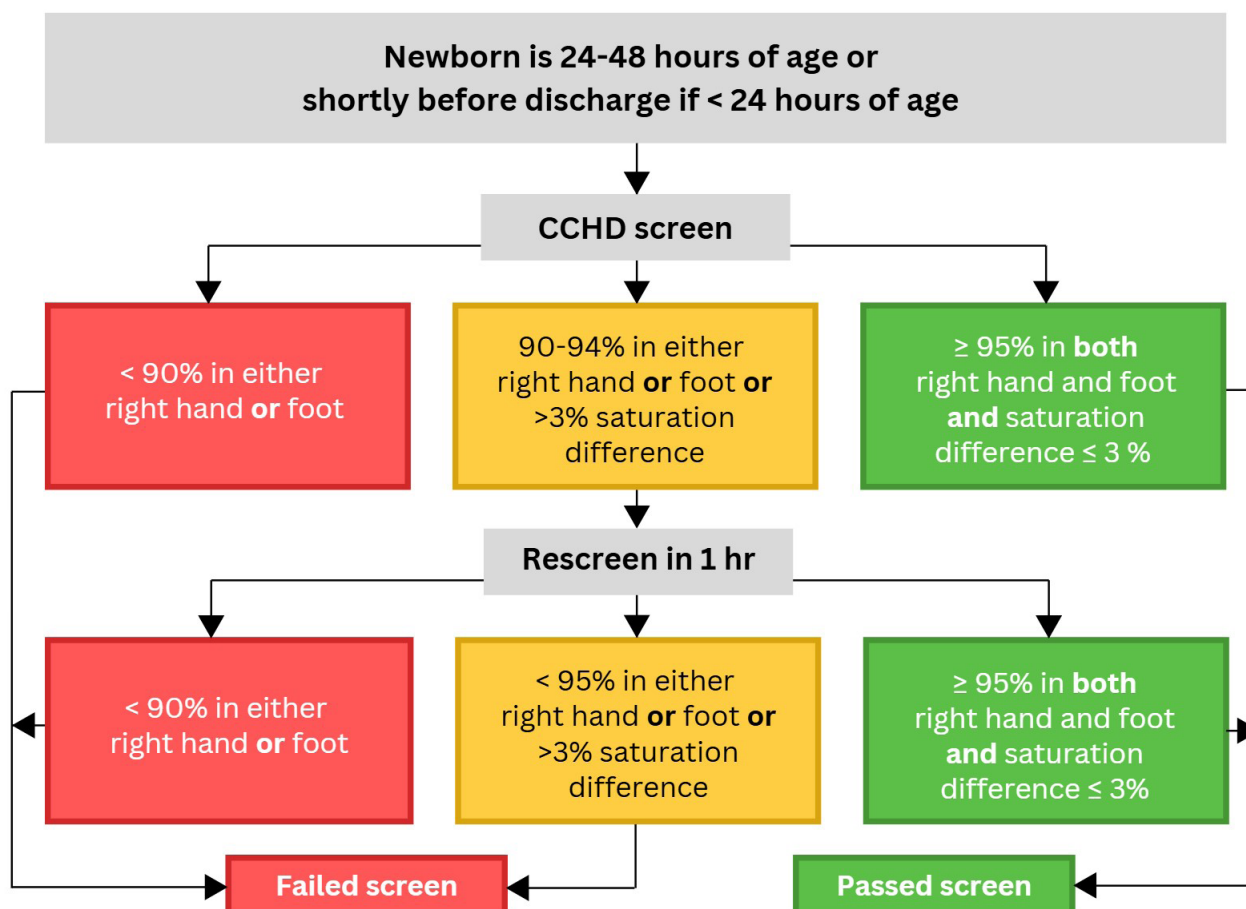 Newborn is 24-48 hours of age or
shortly before discharge if < 24 hours of age
CCHD screen
< 90% in either
right hand or foot
90-94% in either
right hand or foot or
>3% saturation
difference
≥ 95% in both
right hand and foot
and saturation
difference ≤ 3 %
Rescreen in 1 hr
< 90% in either
right hand or foot
< 95% in either
right hand or foot or
>3% saturation
difference
≥ 95% in both
right hand and foot
and saturation
difference ≤ 3%
Failed screen
Passed screen